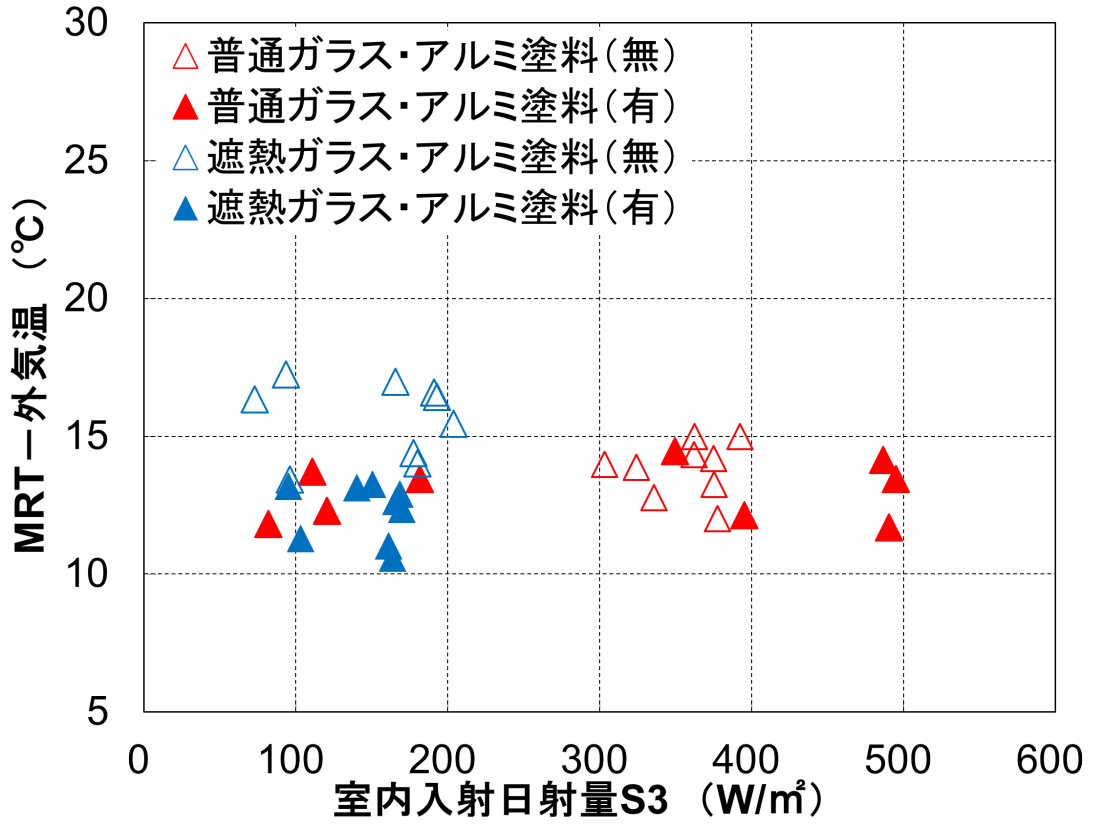 30
25
20
15
10
5
MRT－外気温 （℃）
△ 普通ガラス・アルミ塗料（無）
▲ 普通ガラス・アルミ塗料（有）
△ 遮熱ガラス・アルミ塗料（無）
▲ 遮熱ガラス・アルミ塗料（有）
0 100 200 300 400 500 600
室内入射日射量S3 （W/㎡）